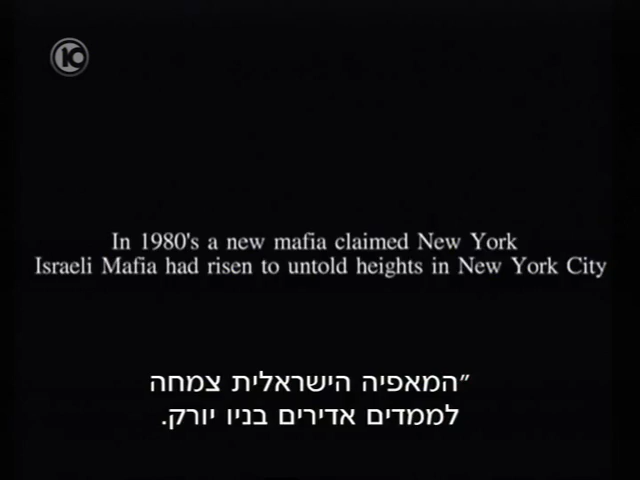 10
In 1980's a new mafia claimed New York
Israeli Mafia had risen to untold heights in New York City
"המאפיה הישראלית צמחה
לממדים אדירים בניו יורק.